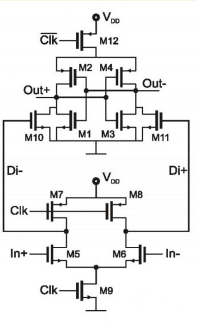 V_DD
C̅l̅k̅ M12
M2 M4
Out+ Out-
M10 M1 M3 M11
Di- Di+
V_DD
M7 M8
Clk
In+ M5 M6 In-
Clk M9